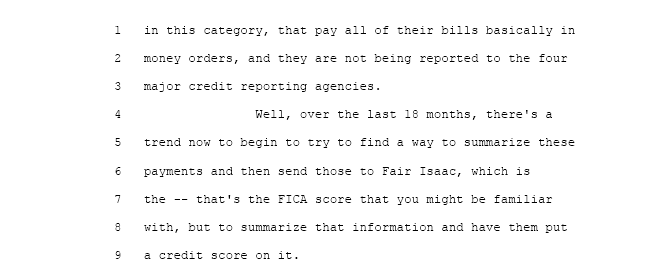 1 in this category, that pay all of their bills basically in
2 money orders, and they are not being reported to the four
3 major credit reporting agencies.
4 Well, over the last 18 months, there's a
5 trend now to begin to try to find a way to summarize these
6 payments and then send those to Fair Isaac, which is
7 the -- that's the FICA score that you might be familiar
8 with, but to summarize that information and have them put
9 a credit score on it.